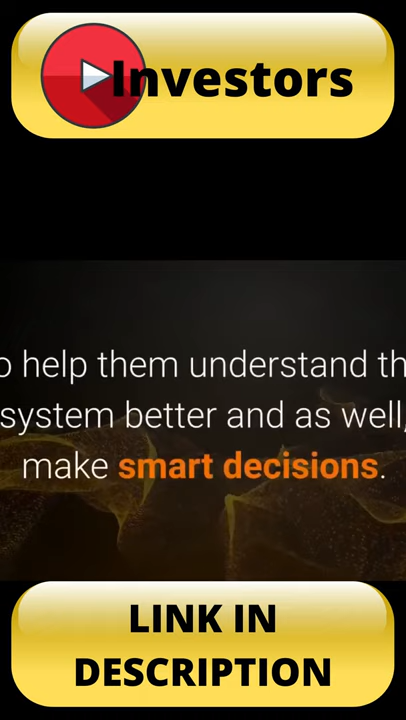 Investors
o help them understand th
system better and as well,
make smart decisions.
LINK IN
DESCRIPTION